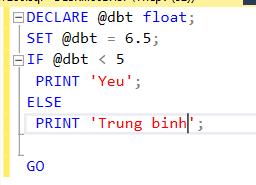 DECLARE @dbt float;
SET @dbt = 6.5;
IF @dbt < 5
PRINT 'Yeu';
ELSE
PRINT 'Trung binh';
GO